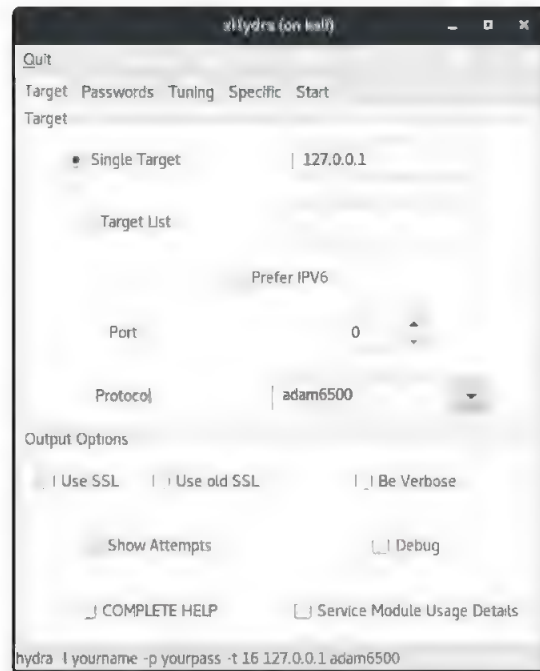 xHydra (on kali)
Quit
Target Passwords Tuning Specific Start
Target
Single Target 127.0.0.1
Target List
Prefer IPV6
Port 0
Protocol adam6500
Output Options
Use SSL Use old SSL Be Verbose
Show Attempts Debug
COMPLETE HELP Service Module Usage Details
hydra -l yourname -p yourpass -t 16 127.0.0.1 adam6500